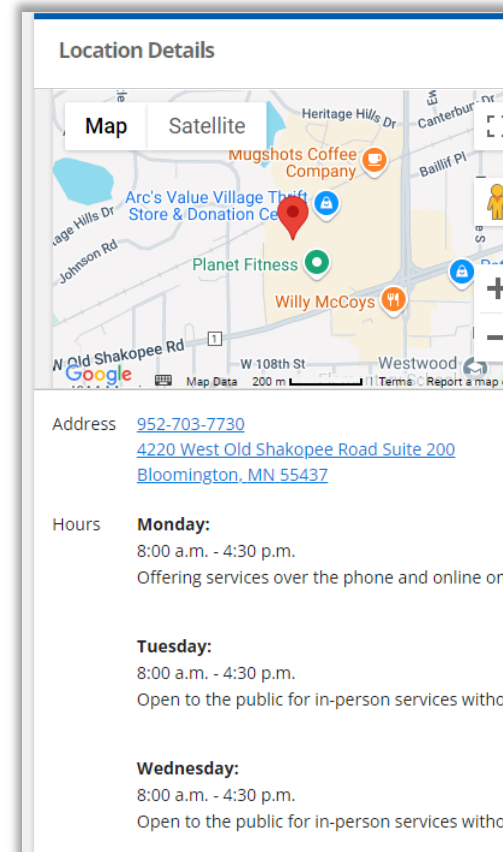 Location Details
Map
Satellite
Heritage Hills Dr
Canterbury Dr
Mugshots Coffee
Company
Baillif Pl
Arc's Value Village Thrift
Store & Donation Ce
age Hills Dr
Johnson Rd
Planet Fitness
Willy McCoys
W Old Shakopee Rd
1
W 108th St
Westwood
Google
Map Data
200 m
Terms
Report a map
Address
952-703-7730
4220 West Old Shakopee Road Suite 200
Bloomington, MN 55437
Hours
Monday:
8:00 a.m. - 4:30 p.m.
Offering services over the phone and online on
Tuesday:
8:00 a.m. - 4:30 p.m.
Open to the public for in-person services witho
Wednesday:
8:00 a.m. - 4:30 p.m.
Open to the public for in-person services witho